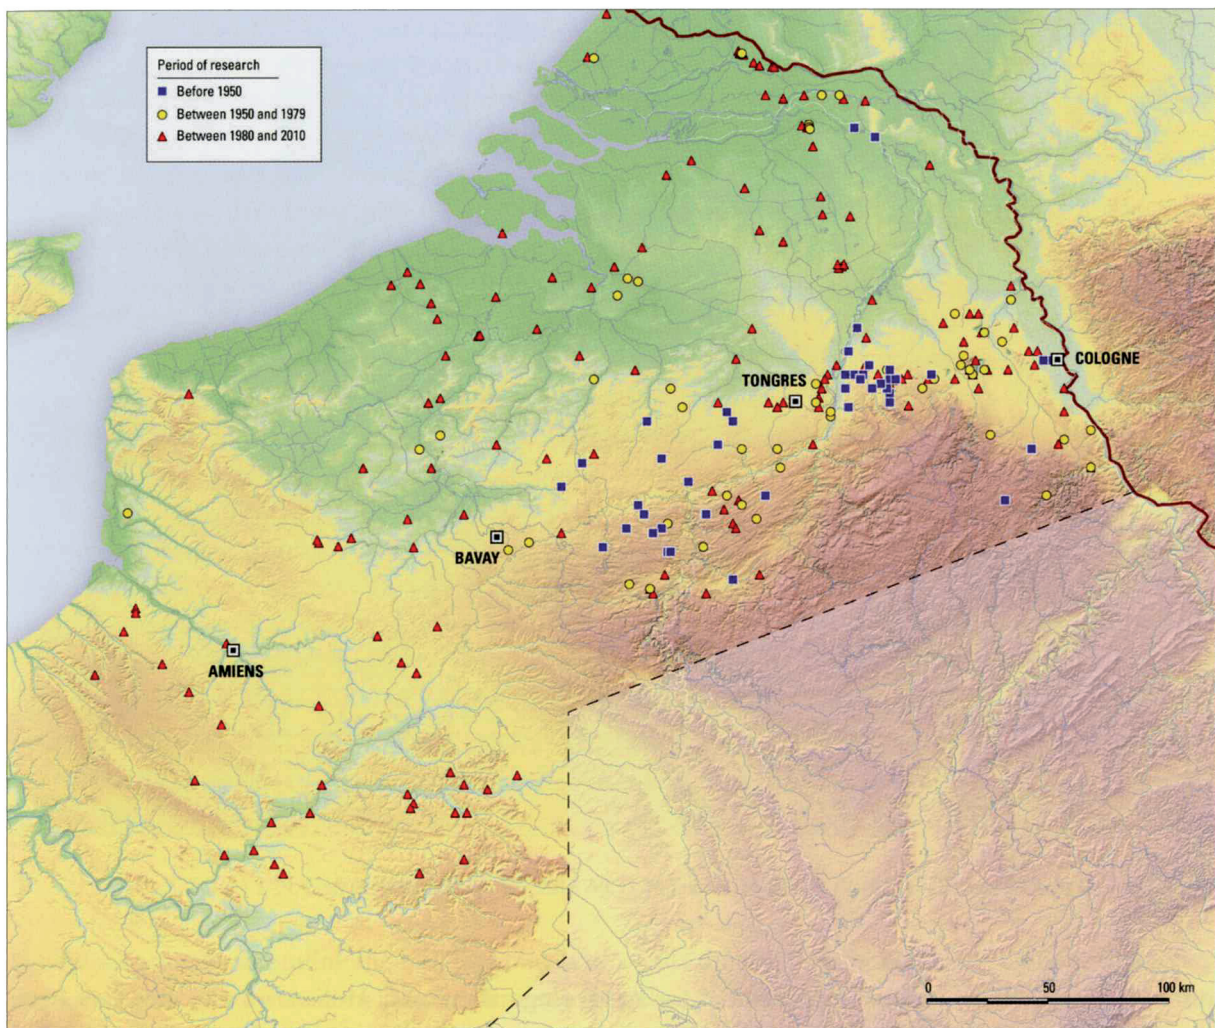 Period of research
Before 1950
Between 1950 and 1979
Between 1980 and 2010
COLOGNE
TONGRES
BAVAY
AMIENS
0 50 100 km